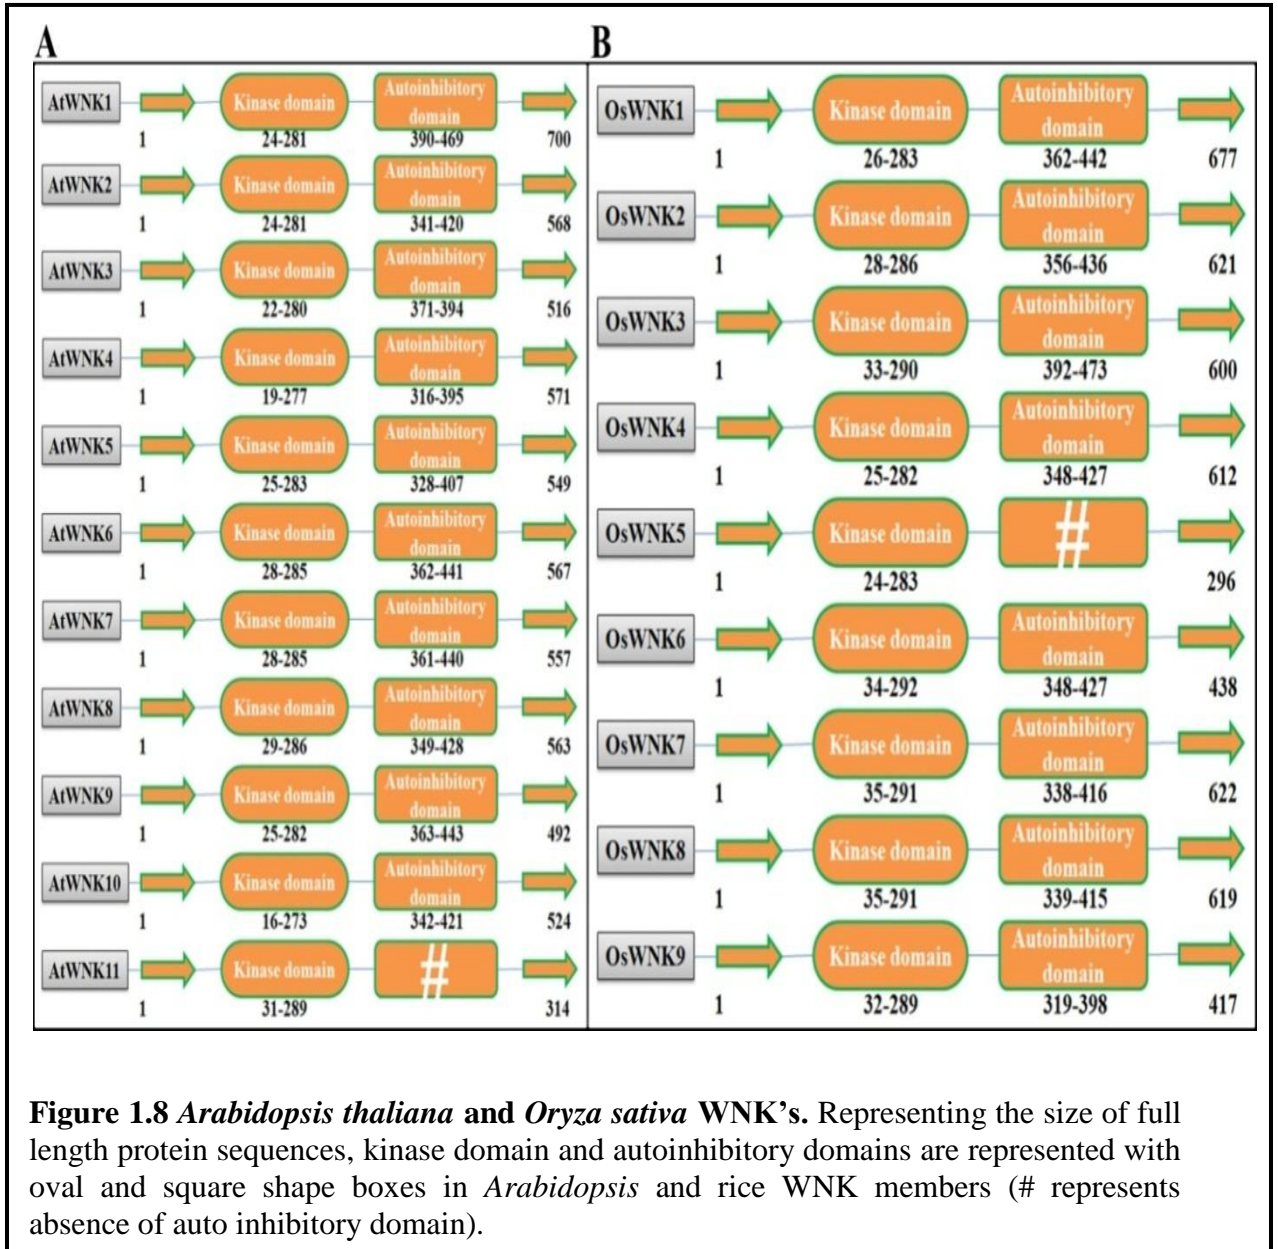 A
AtWNK1 Kinase domain Autoinhibitory domain
1 24-281 390-469 700
AtWNK2 Kinase domain Autoinhibitory domain
1 24-281 341-420 568
AtWNK3 Kinase domain Autoinhibitory domain
1 22-280 371-394 516
AtWNK4 Kinase domain Autoinhibitory domain
1 19-277 316-395 571
AtWNK5 Kinase domain Autoinhibitory domain
1 25-283 328-407 549
AtWNK6 Kinase domain Autoinhibitory domain
1 28-285 362-441 567
AtWNK7 Kinase domain Autoinhibitory domain
1 28-285 361-440 557
AtWNK8 Kinase domain Autoinhibitory domain
1 29-286 349-428 563
AtWNK9 Kinase domain Autoinhibitory domain
1 25-282 363-443 492
AtWNK10 Kinase domain Autoinhibitory domain
1 16-273 342-421 524
AtWNK11 Kinase domain #
1 31-289 314
B
OsWNK1 Kinase domain Autoinhibitory domain
1 26-283 362-442 677
OsWNK2 Kinase domain Autoinhibitory domain
1 28-286 356-436 621
OsWNK3 Kinase domain Autoinhibitory domain
1 33-290 392-473 600
OsWNK4 Kinase domain Autoinhibitory domain
1 25-282 348-427 612
OsWNK5 Kinase domain #
1 24-283 296
OsWNK6 Kinase domain Autoinhibitory domain
1 34-292 348-427 438
OsWNK7 Kinase domain Autoinhibitory domain
1 35-291 338-416 622
OsWNK8 Kinase domain Autoinhibitory domain
1 35-291 339-415 619
OsWNK9 Kinase domain Autoinhibitory domain
1 32-289 319-398 417
Figure 1.8 Arabidopsis thaliana and Oryza sativa WNK’s. Representing the size of full
length protein sequences, kinase domain and autoinhibitory domains are represented with
oval and square shape boxes in Arabidopsis and rice WNK members (# represents
absence of auto inhibitory domain).